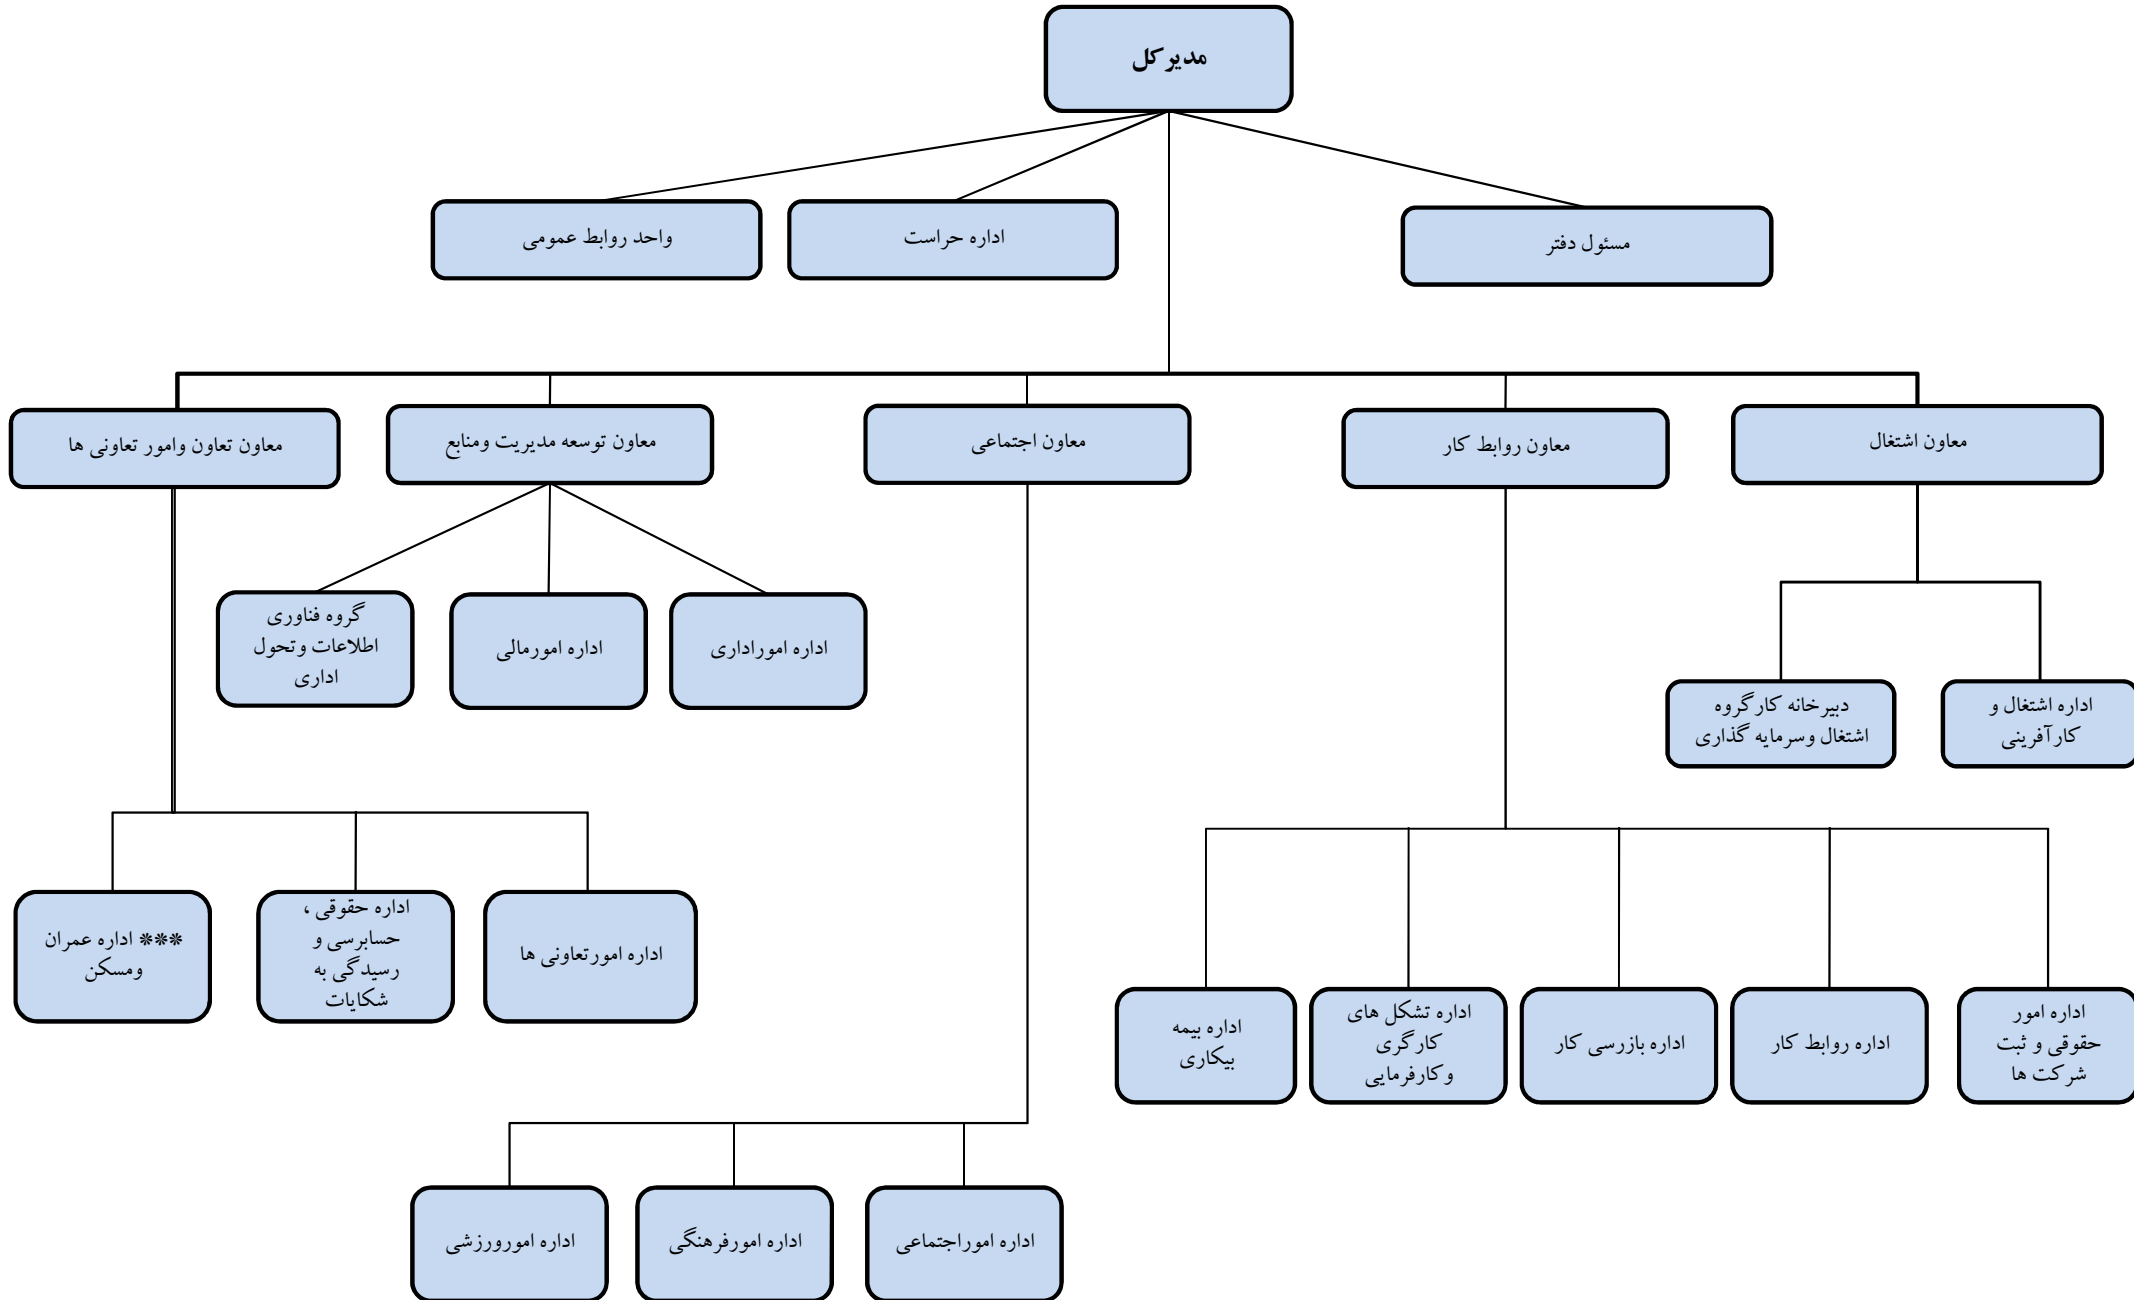 مدیر کل
مسئول دفتر
اداره حراست
واحد روابط عمومی
معاون اشتغال
معاون روابط کار
معاون اجتماعی
معاون توسعه مدیریت ومنابع
معاون تعاون وامور تعاونی ها
اداره اموراداری
اداره امورمالی
گروه فناوری
اطلاعات وتحول
اداری
اداره اشتغال و
کارآفرینی
دبیرخانه کارگروه
اشتغال وسرمایه گذاری
اداره امورتعاونی ها
اداره حقوقی ،
حسابرسی و
رسیدگی به
شکایات
*** اداره عمران
ومسکن
اداره امور
حقوقی و ثبت
شرکت ها
اداره روابط کار
اداره بازرسی کار
اداره تشکل های
کارگری
وکارفرمایی
اداره بیمه
بیکاری
اداره اموراجتماعی
اداره امورفرهنگی
اداره امورورزشی